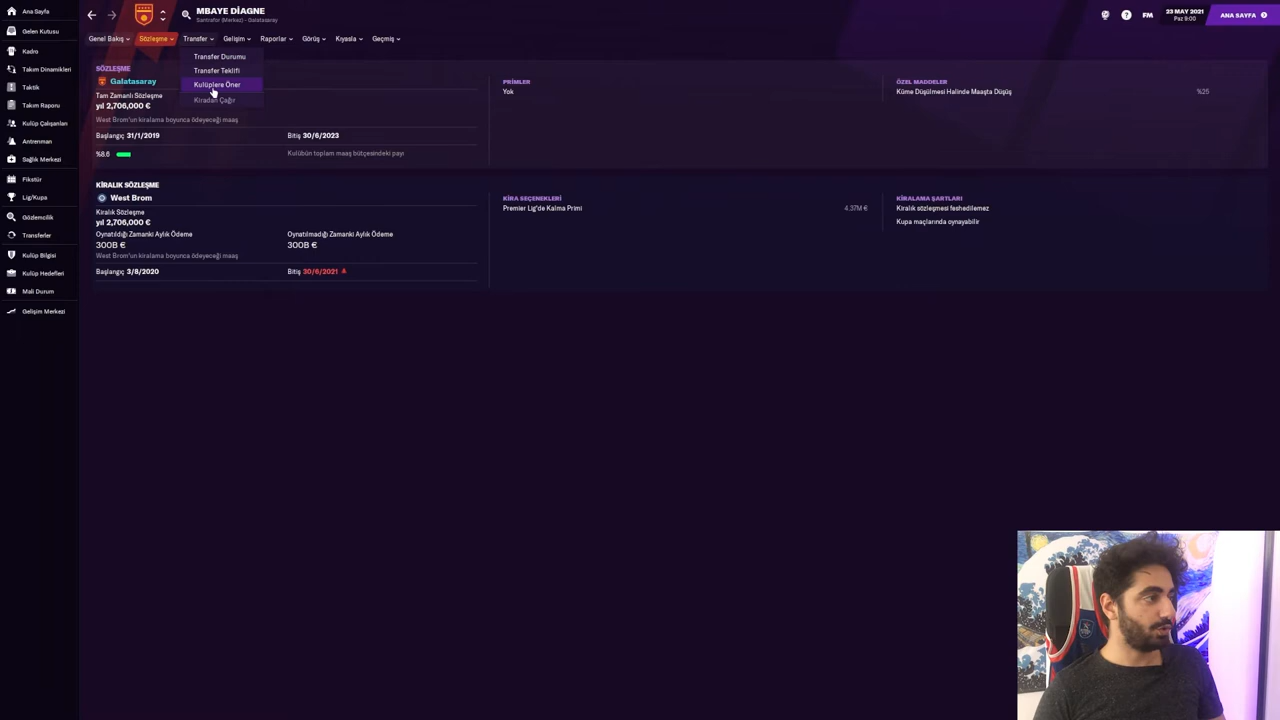 Ana Sayfa
Gelen Kutusu
Kadro
Takım Dinamikleri
Taktik
Takım Raporu
Kulüp Çalışanları
Antrenman
Sağlık Merkezi
Fikstür
Lig/Kupa
Gözlemcilik
Transferler
Kulüp Bilgisi
Kulüp Hedefleri
Mali Durum
Gelişim Merkezi
MBAYE DİAGNE
Santrafor (Merkez) - Galatasaray
FM
23 MAY 2021
Paz 9:00
ANA SAYFA
Genel Bakış
Sözleşme
Transfer
Gelişim
Raporlar
Görüş
Kıyasla
Geçmiş
Transfer Durumu
Transfer Teklifi
Kulüplere Öner
Kiradan Çağır
SÖZLEŞME
Galatasaray
Tam Zamanlı Sözleşme
yıl 2,706,000 €
West Brom'un kiralama boyunca ödeyeceği maaş
Başlangıç 31/1/2019
Bitiş 30/6/2023
%8.6
Kulübün toplam maaş bütçesindeki payı
PRİMLER
Yok
ÖZEL MADDELER
Küme Düşülmesi Halinde Maaşta Düşüş
%25
KİRALIK SÖZLEŞME
West Brom
Kiralık Sözleşme
yıl 2,706,000 €
Oynatıldığı Zamanki Aylık Ödeme
300B €
Oynatılmadığı Zamanki Aylık Ödeme
300B €
West Brom'un kiralama boyunca ödeyeceği maaş
Başlangıç 3/8/2020
Bitiş 30/6/2021
KİRA SEÇENEKLERİ
Premier Lig'de Kalma Primi
4.37M €
KİRALAMA ŞARTLARI
Kiralık sözleşmesi feshedilemez
Kupa maçlarında oynayabilir